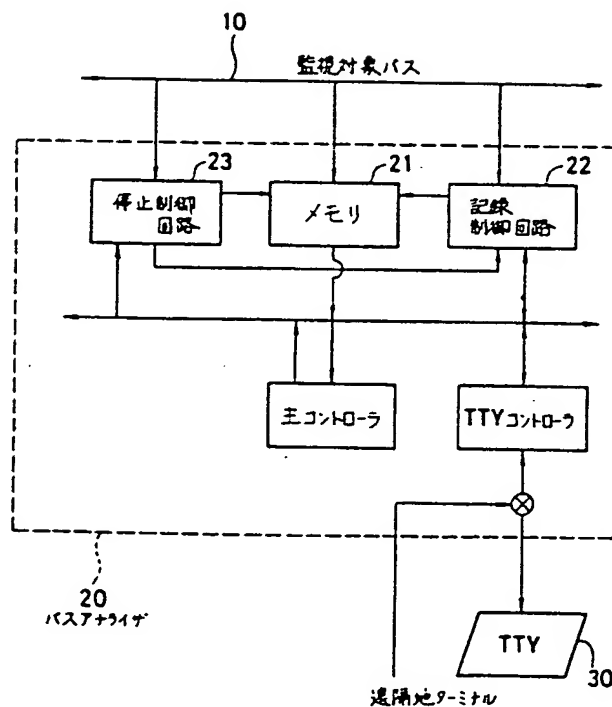 10
監視対象バス
23
停止制御
回路
21
メモリ
22
記録
制御回路
主コントローラ
TTYコントローラ
20
バスアナライザ
TTY
30
遠隔地ターミナル